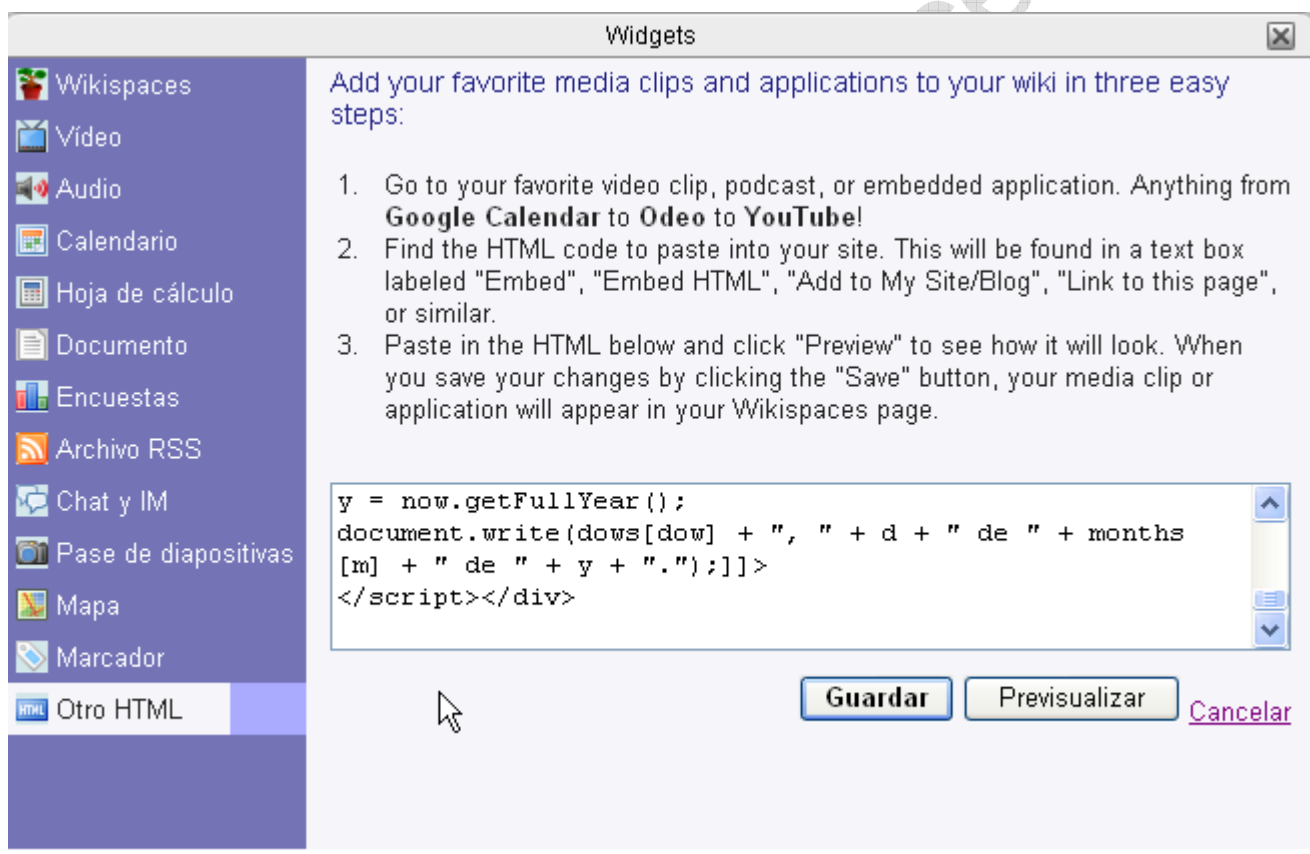 Widgets
Wikispaces
Vídeo
Audio
Calendario
Hoja de cálculo
Documento
Encuestas
Archivo RSS
Chat y IM
Pase de diapositivas
Mapa
Marcador
HTML Otro HTML
Add your favorite media clips and applications to your wiki in three easy
steps:
1. Go to your favorite video clip, podcast, or embedded application. Anything from
Google Calendar to Odeo to YouTube!
2. Find the HTML code to paste into your site. This will be found in a text box
labeled "Embed", "Embed HTML", "Add to My Site/Blog", "Link to this page",
or similar.
3. Paste in the HTML below and click "Preview" to see how it will look. When
you save your changes by clicking the "Save" button, your media clip or
application will appear in your Wikispaces page.
y = now.getFullYear();
document.write(dows[dow] + ", " + d + " de " + months
[m] + " de " + y + ".");]]>
</script></div>
Guardar
Previsualizar
Cancelar